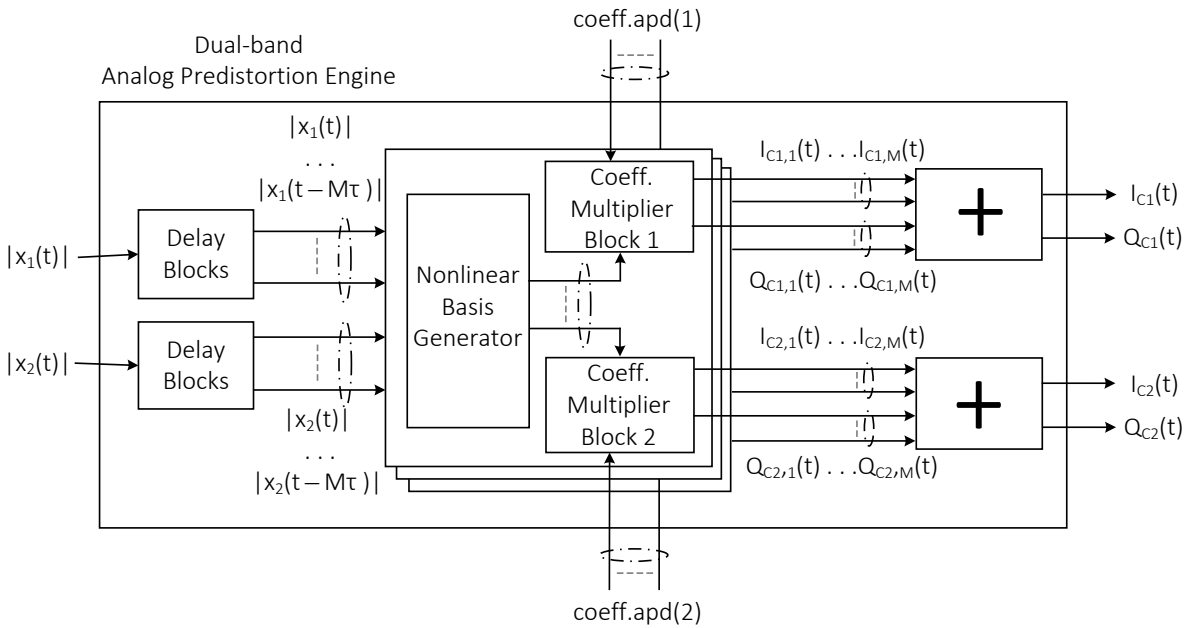 coeff.apd(1)
Dual-band
Analog Predistortion Engine
|x₁(t)|
. . .
|x₁(t – Mτ )|
I_C1,1(t) . . .I_C1,M(t)
Coeff.
Multiplier
Block 1
+
I_C1(t)
Q_C1(t)
|x₁(t)|
Delay
Blocks
Nonlinear
Basis
Generator
Q_C1,1(t) . . .Q_C1,M(t)
|x₂(t)|
Delay
Blocks
I_C2,1(t) . . .I_C2,M(t)
Coeff.
Multiplier
Block 2
+
I_C2(t)
Q_C2(t)
|x₂(t)|
. . .
|x₂(t – Mτ )|
Q_C2,1(t) . . .Q_C2,M(t)
coeff.apd(2)